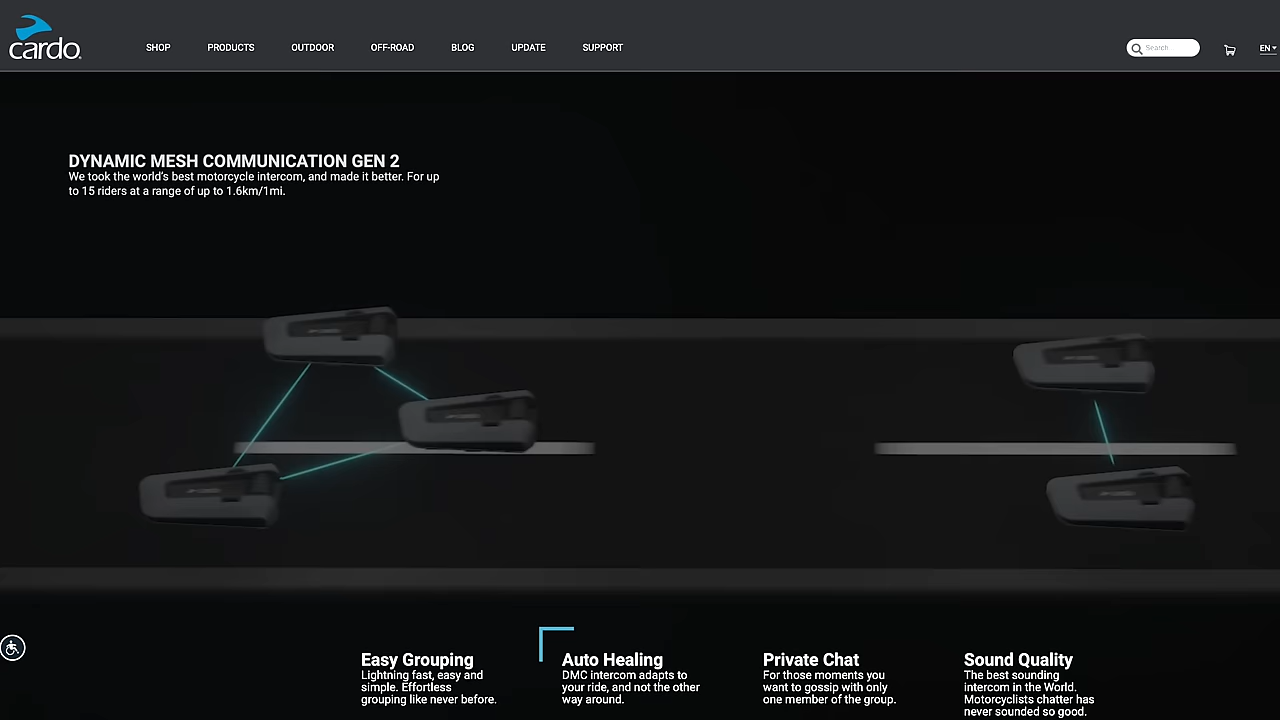 cardo
SHOP
PRODUCTS
OUTDOOR
OFF-ROAD
BLOG
UPDATE
SUPPORT
Search...
EN
DYNAMIC MESH COMMUNICATION GEN 2
We took the world's best motorcycle intercom, and made it better. For up
to 15 riders at a range of up to 1.6km/1mi.
Easy Grouping
Lightning fast, easy and
simple. Effortless
grouping like never before.
Auto Healing
DMC intercom adapts to
your ride, and not the other
way around.
Private Chat
For those moments you
want to gossip with only
one member of the group.
Sound Quality
The best sounding
intercom in the World.
Motorcyclists chatter has
never sounded so good.